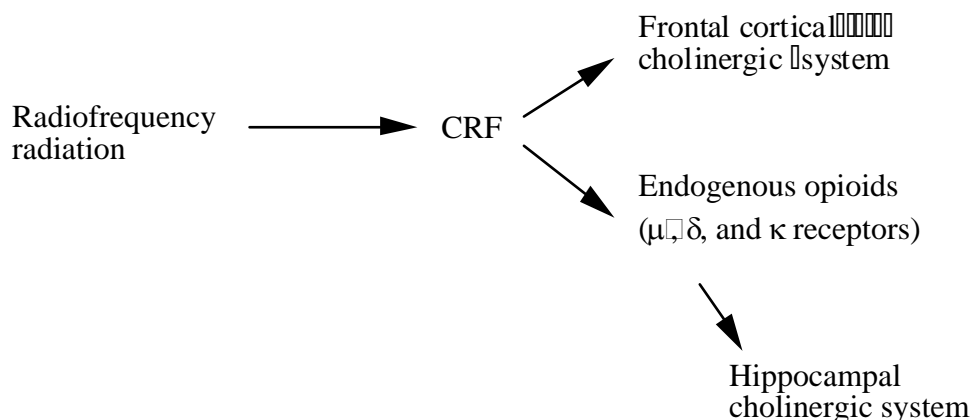 Frontal cortical
cholinergic system
Radiofrequency
radiation
CRF
Endogenous opioids
(μ, δ, and κ receptors)
Hippocampal
cholinergic system